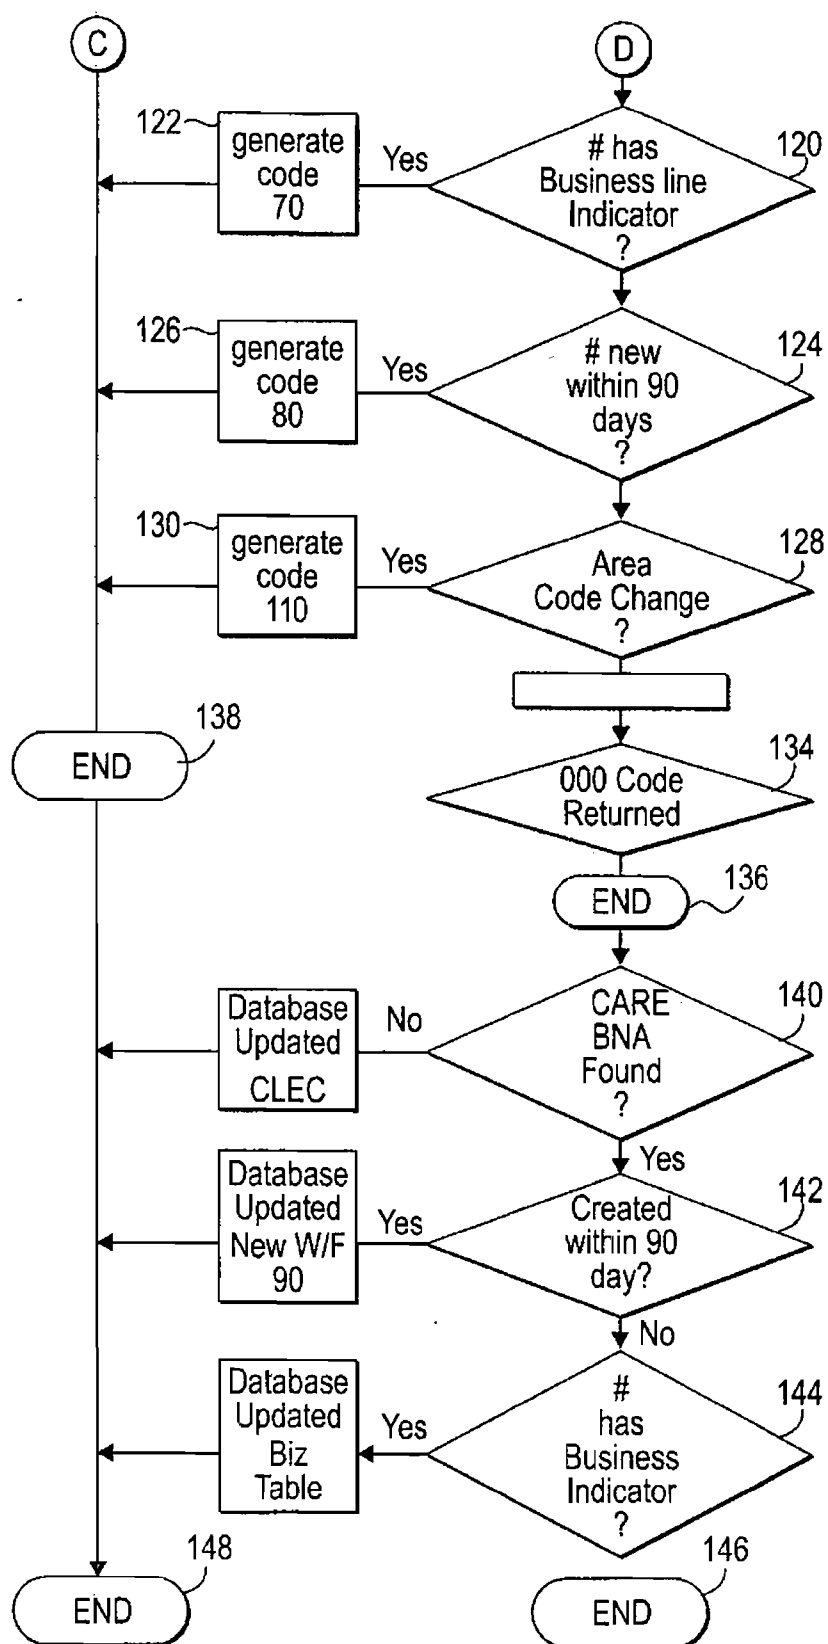 C
D
122
generate
code
70
Yes
# has
Business line
Indicator
?
120
126
generate
code
80
Yes
# new
within 90
days
?
124
130
generate
code
110
Yes
Area
Code Change
?
128
138
END
000 Code
Returned
134
END
136
Database
Updated
CLEC
No
CARE
BNA
Found
?
140
Yes
Database
Updated
New W/F
90
Yes
Created
within 90
day?
142
No
Database
Updated
Biz
Table
Yes
#
has
Business
Indicator
?
144
148
END
146
END